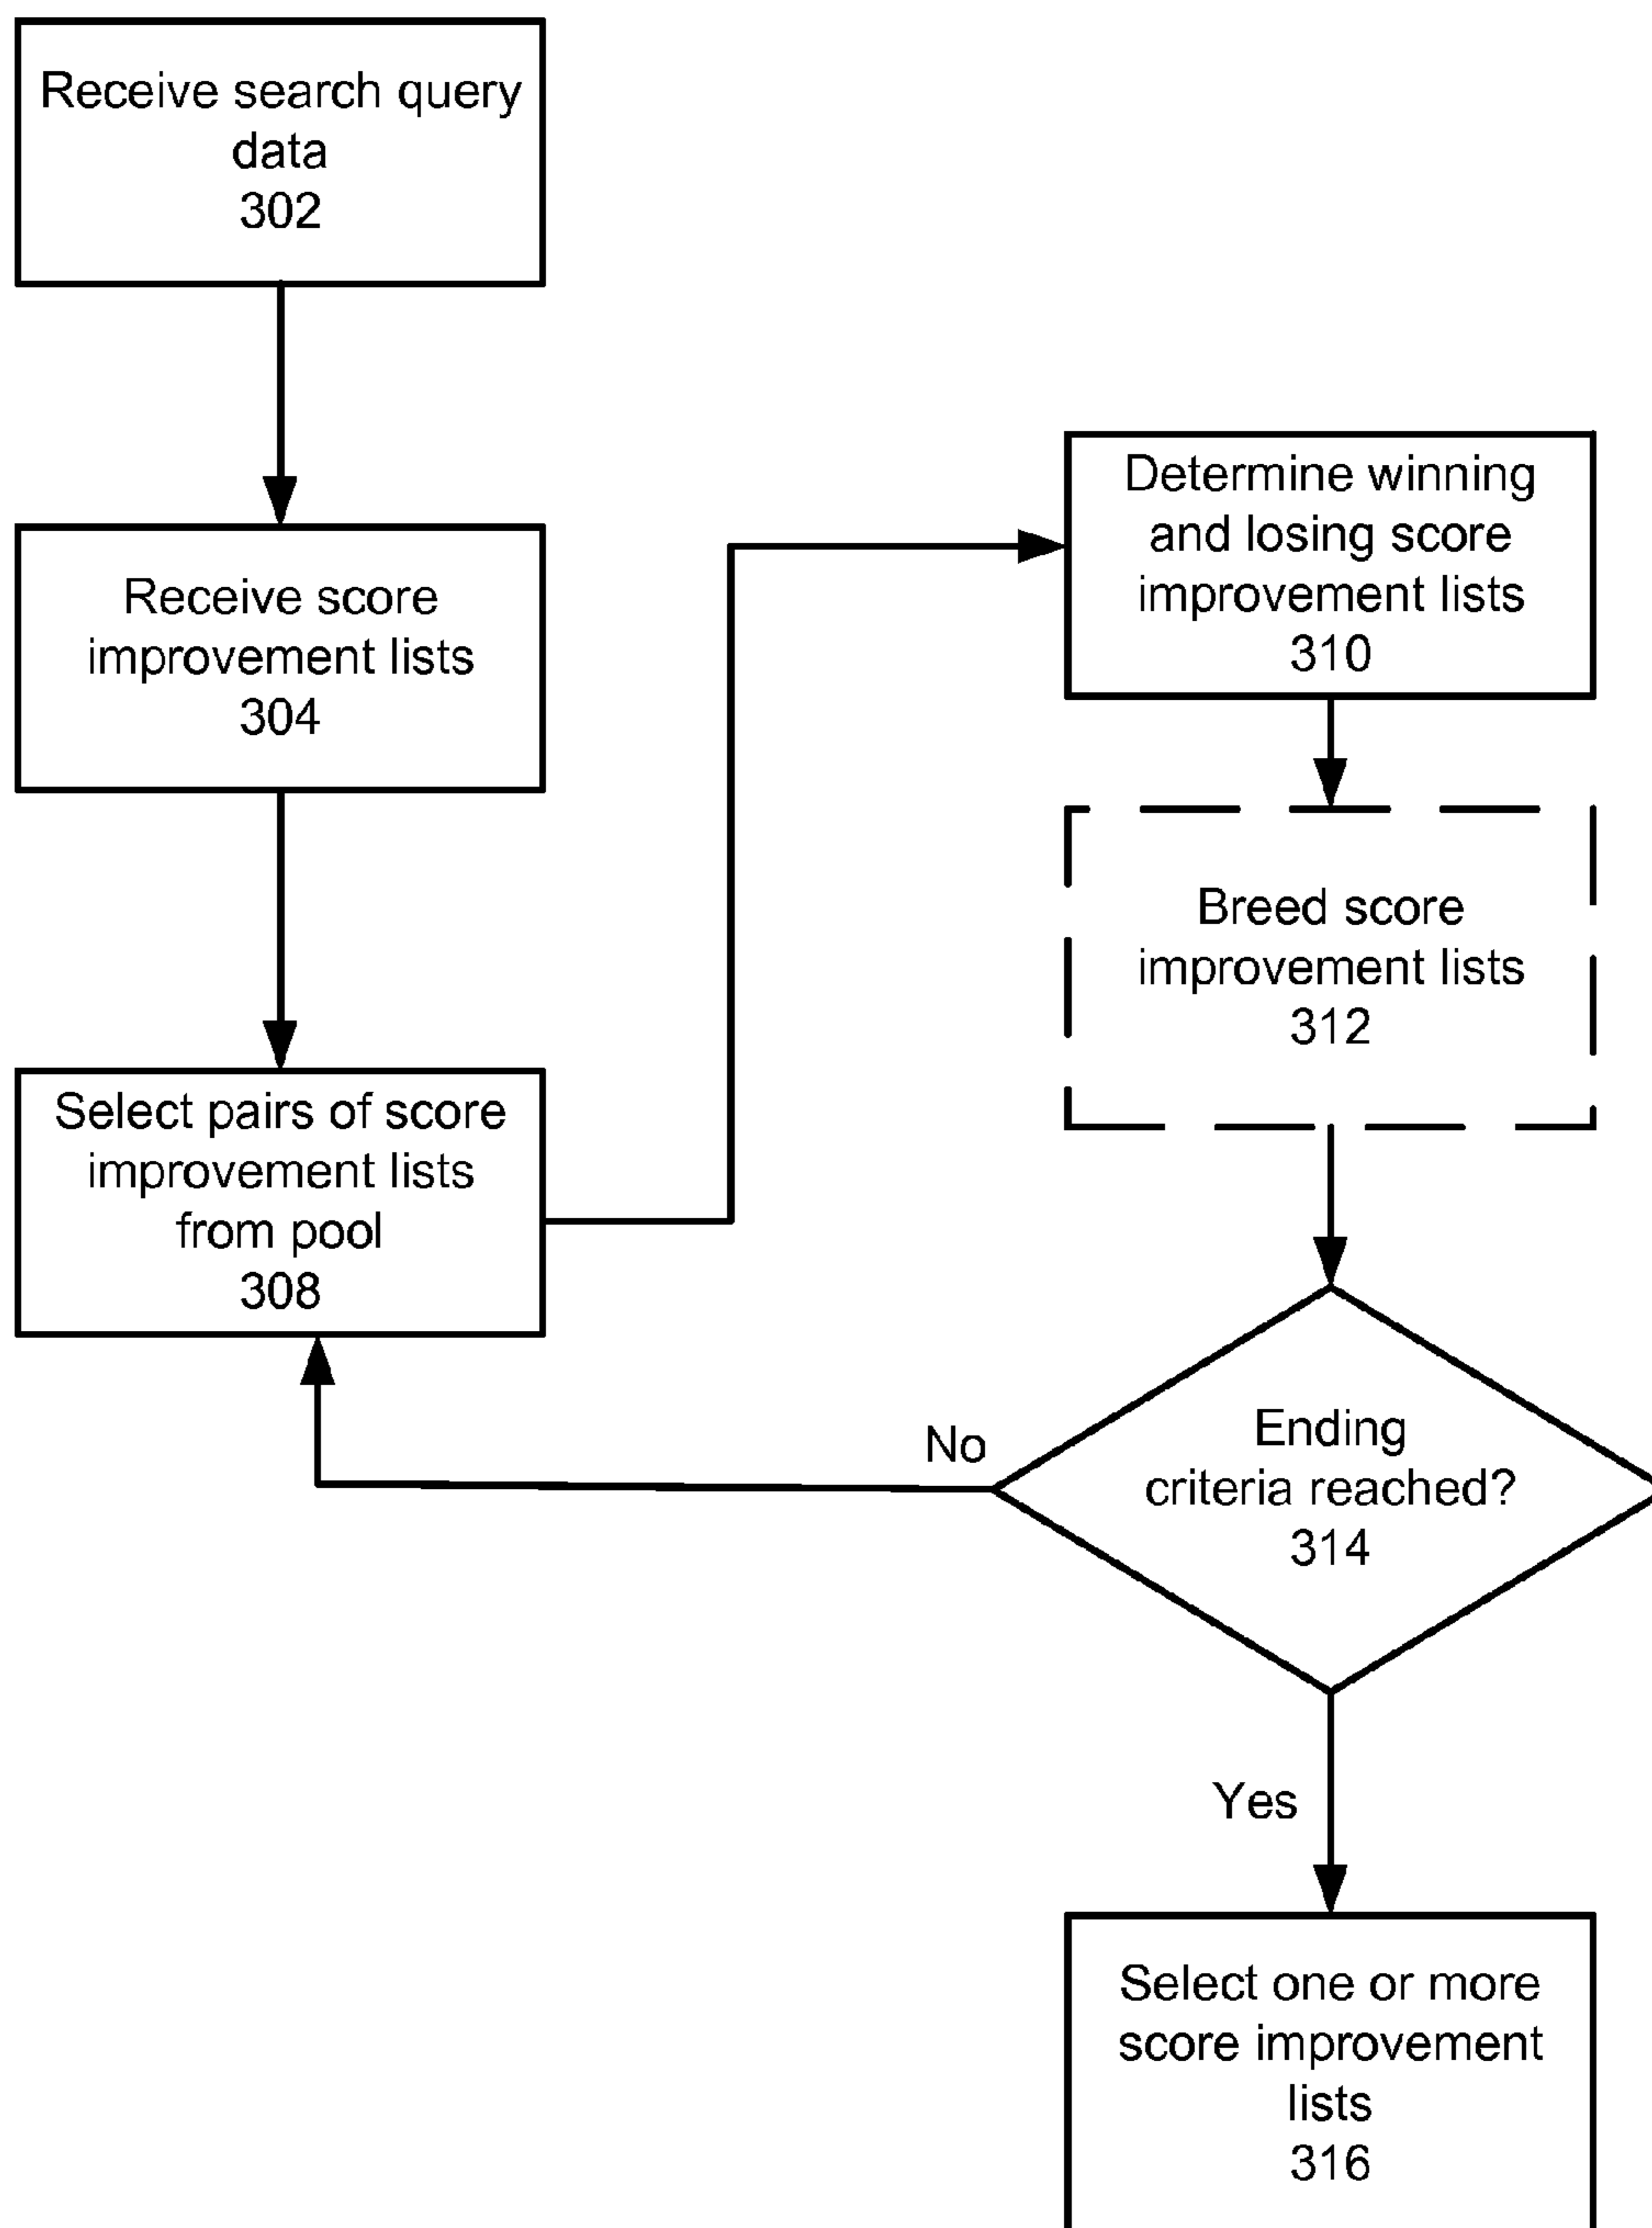 Receive search query
data
302
Receive score
improvement lists
304
Select pairs of score
improvement lists
from pool
308
Determine winning
and losing score
improvement lists
310
Breed score
improvement lists
312
Ending
criteria reached?
314
No
Yes
Select one or more
score improvement
lists
316